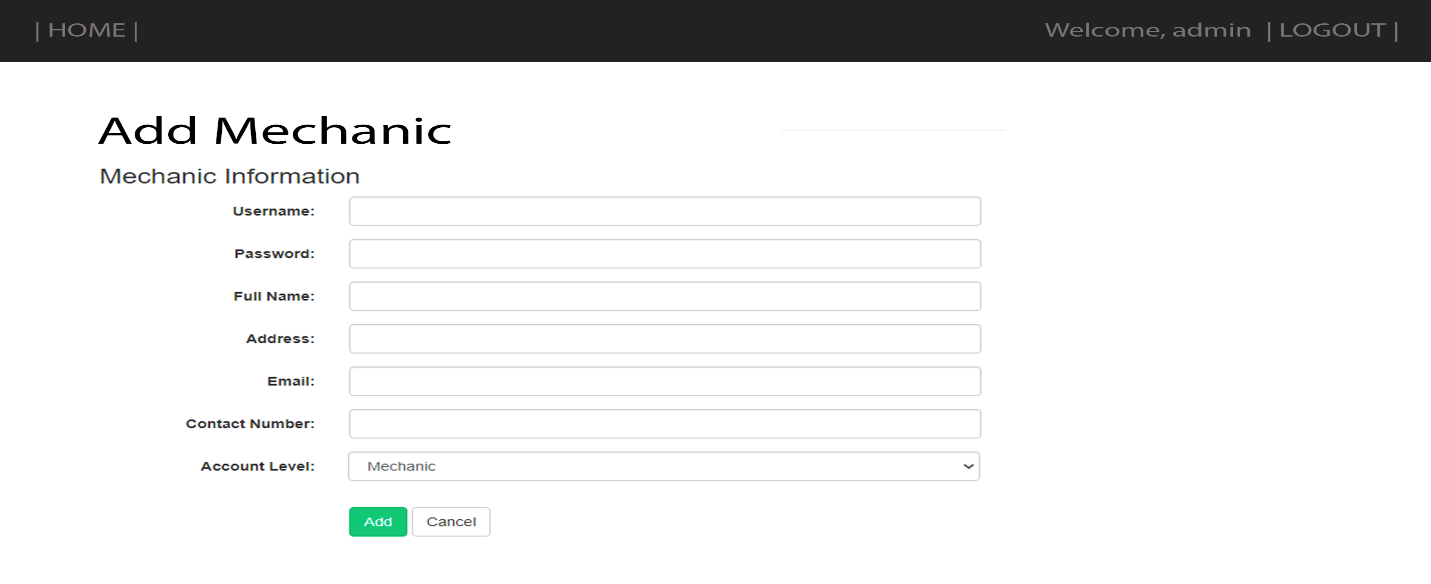 | HOME | Welcome, admin | LOGOUT |
Add Mechanic
Mechanic Information
Username:
Password:
Full Name:
Address:
Email:
Contact Number:
Account Level: Mechanic
Add Cancel